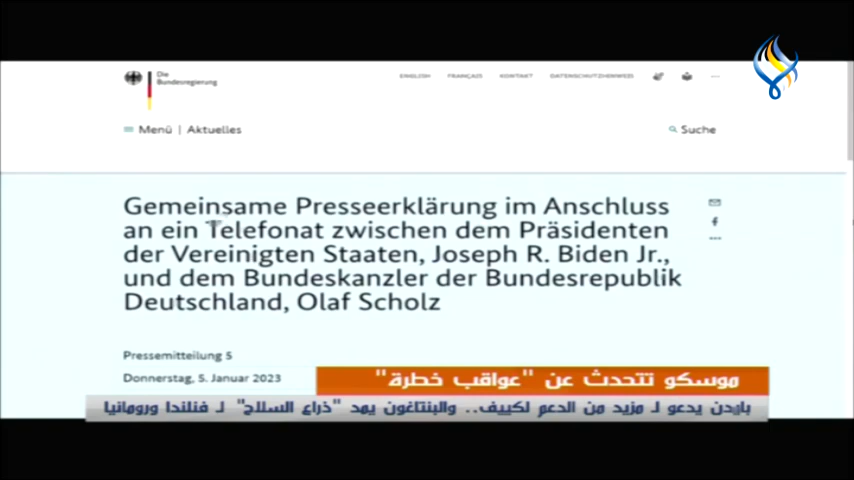 Die
Bundesregierung
ENGLISH FRANÇAIS KONTAKT DATENSCHUTZHINWEIS
Menü | Aktuelles
Suche
Gemeinsame Presseerklärung im Anschluss
an ein Telefonat zwischen dem Präsidenten
der Vereinigten Staaten, Joseph R. Biden Jr.,
und dem Bundeskanzler der Bundesrepublik
Deutschland, Olaf Scholz
Pressemitteilung 5
Donnerstag, 5. Januar 2023
موسكو تتحدث عن "عواقب خطرة"
بايدن يدعو لـ مزيد من الدعم لكييف.. والبنتاغون يمد "ذراع السلاح" لـ فنلندا ورومانيا